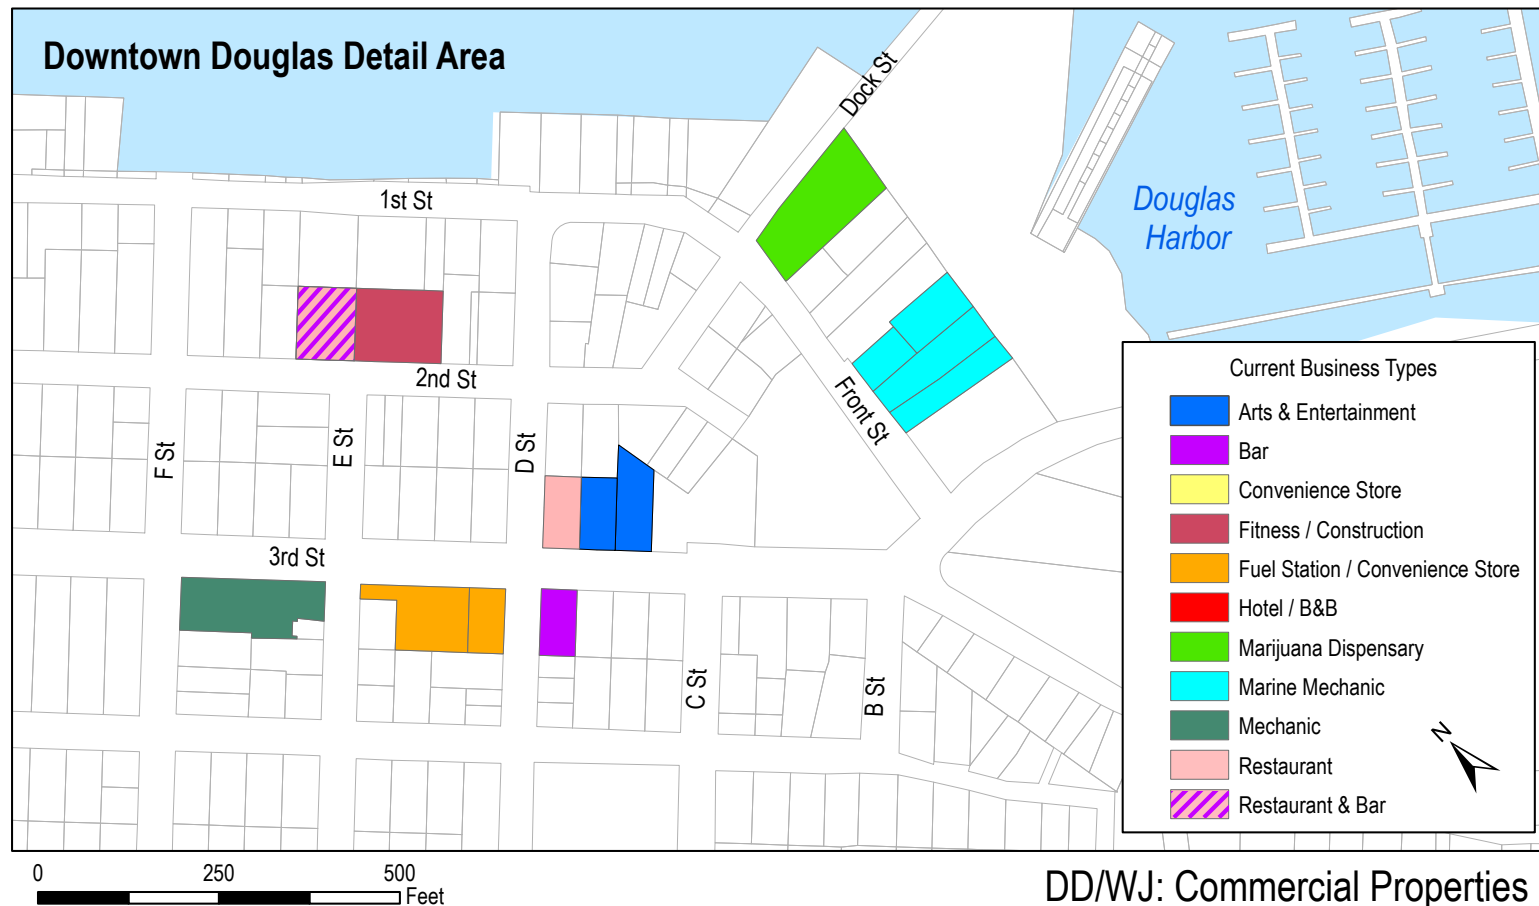 Downtown Douglas Detail Area
Dock St
1st St
Douglas
Harbor
2nd St
Front St
F St
E St
D St
3rd St
C St
B St
Current Business Types
Arts & Entertainment
Bar
Convenience Store
Fitness / Construction
Fuel Station / Convenience Store
Hotel / B&B
Marijuana Dispensary
Marine Mechanic
Mechanic
Restaurant
Restaurant & Bar
N
0 250 500
Feet
DD/WJ: Commercial Properties